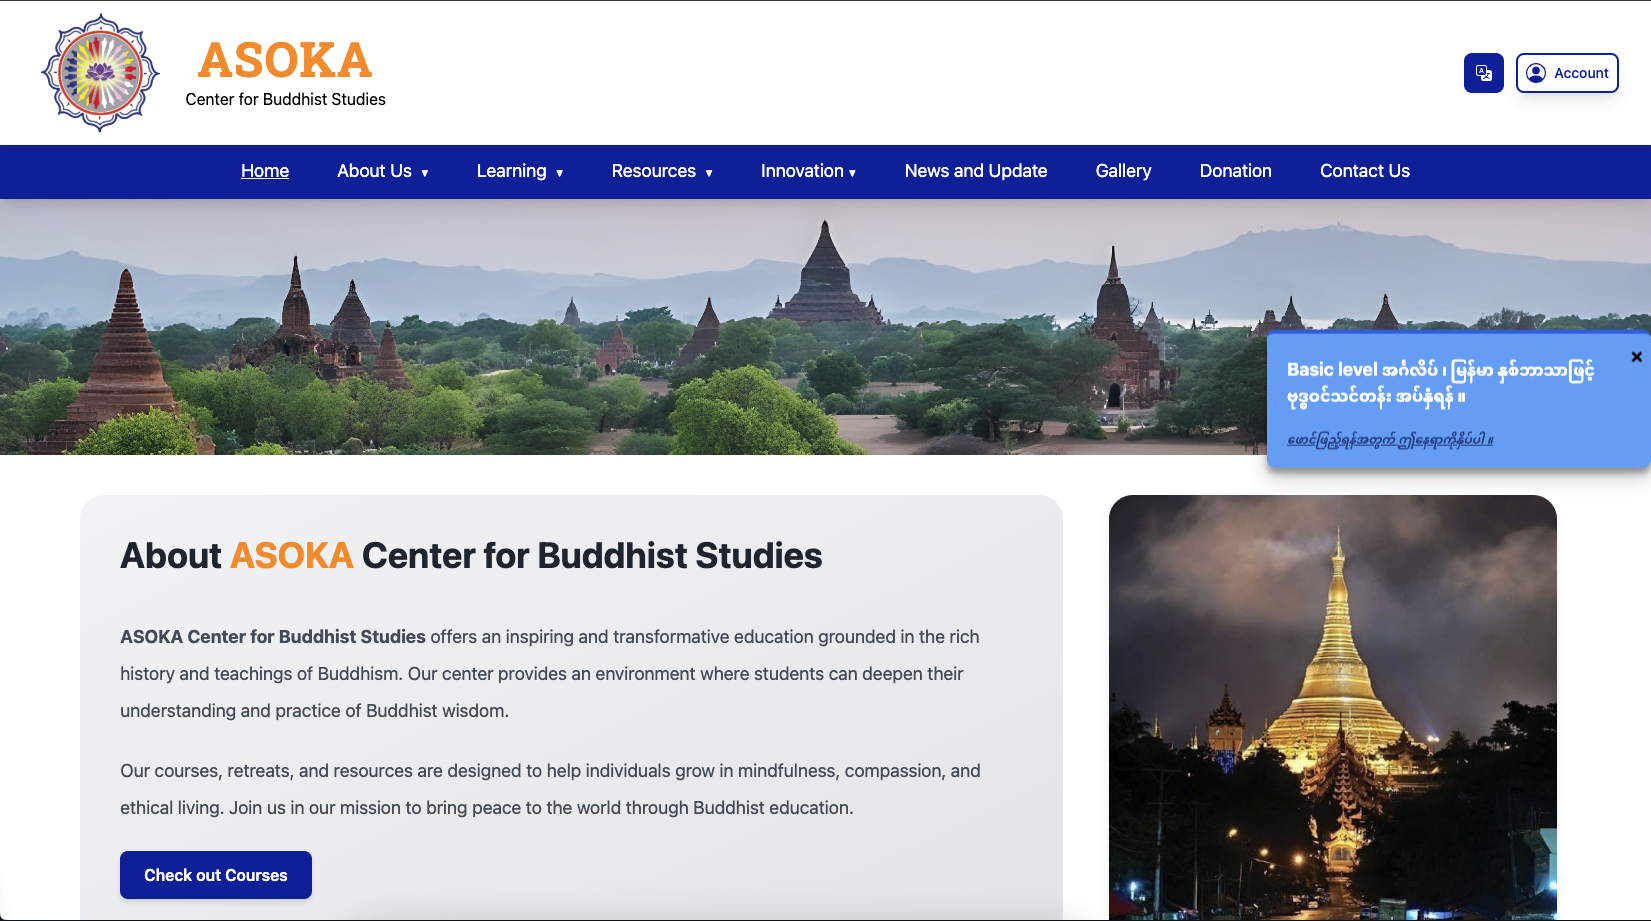 ASOKA
Center for Buddhist Studies
Account
Home
About Us ▼
Learning ▼
Resources ▼
Innovation ▼
News and Update
Gallery
Donation
Contact Us
Basic level အင်္ဂလိပ် ၊ မြန်မာ နှစ်ဘာသာဖြင့်
ဗုဒ္ဓဝင်သင်တန်း အပ်နှံရန် ။
ဖောင်ဖြည့်ရန်အတွက် ဤနေရာကိုနှိပ်ပါ ။
About ASOKA Center for Buddhist Studies
ASOKA Center for Buddhist Studies offers an inspiring and transformative education grounded in the rich
history and teachings of Buddhism. Our center provides an environment where students can deepen their
understanding and practice of Buddhist wisdom.
Our courses, retreats, and resources are designed to help individuals grow in mindfulness, compassion, and
ethical living. Join us in our mission to bring peace to the world through Buddhist education.
Check out Courses